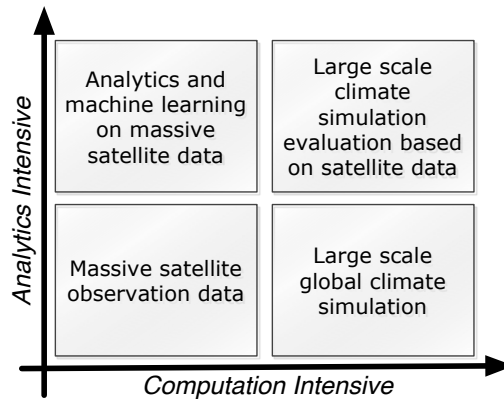 Analytics Intensive
Analytics and
machine learning
on massive
satellite data
Large scale
climate
simulation
evaluation based
on satellite data
Massive satellite
observation data
Large scale
global climate
simulation
Computation Intensive